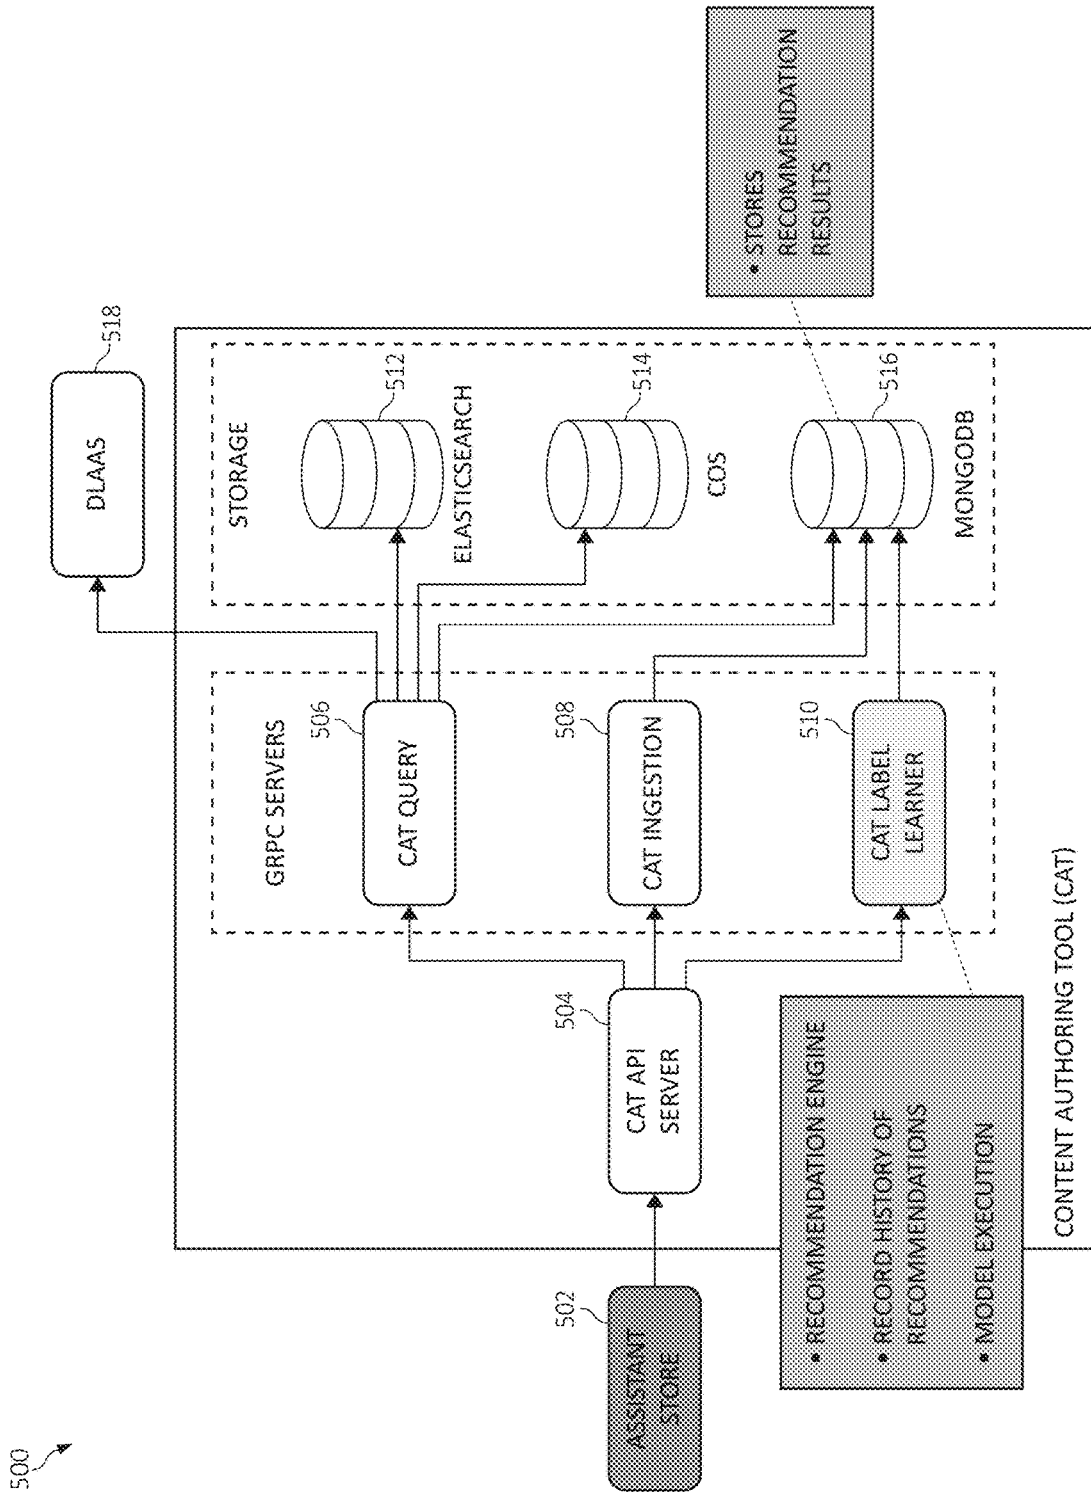 500
ASSISTANT
STORE
502
CAT API
SERVER
504
GRPC SERVERS
CAT QUERY
506
CAT INGESTION
508
CAT LABEL
LEARNER
510
• RECOMMENDATION ENGINE
• RECORD HISTORY OF
RECOMMENDATIONS
• MODEL EXECUTION
STORAGE
512
ELASTICSEARCH
514
COS
516
MONGODB
DLAAS
518
• STORES
RECOMMENDATION
RESULTS
CONTENT AUTHORING TOOL (CAT)